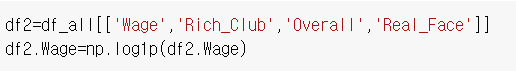 df2=df_all[['Wage','Rich_Club','Overall','Real_Face']]
df2.Wage=np.log1p(df2.Wage)